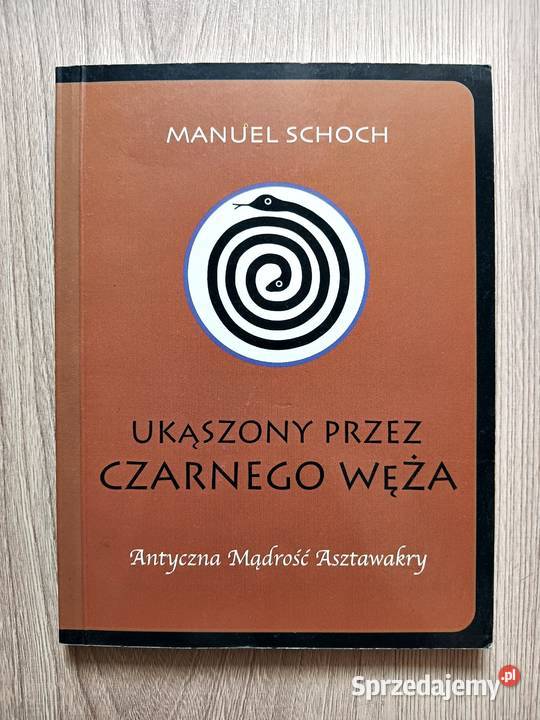 MANUEL SCHOCH
UKĄSZONY PRZEZ
CZARNEGO WĘŻA
Antyczna Mądrość Asztawakry
Sprzedajemy.pl